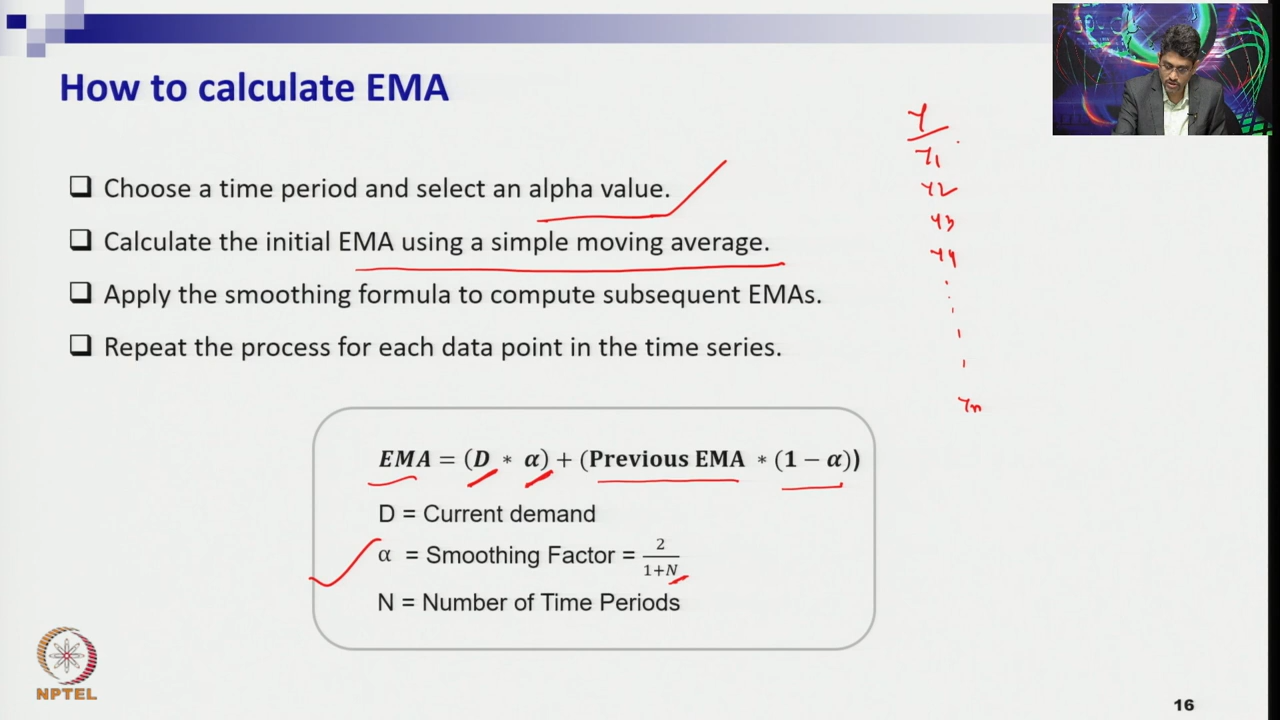 How to calculate EMA
❑ Choose a time period and select an alpha value.
❑ Calculate the initial EMA using a simple moving average.
❑ Apply the smoothing formula to compute subsequent EMAs.
❑ Repeat the process for each data point in the time series.
EMA = (D * α) + (Previous EMA * (1 − α))
D = Current demand
α = Smoothing Factor = 2/(1+N)
N = Number of Time Periods
Y
Y1
Y2
Y3
Y4
Yn
NPTEL
16